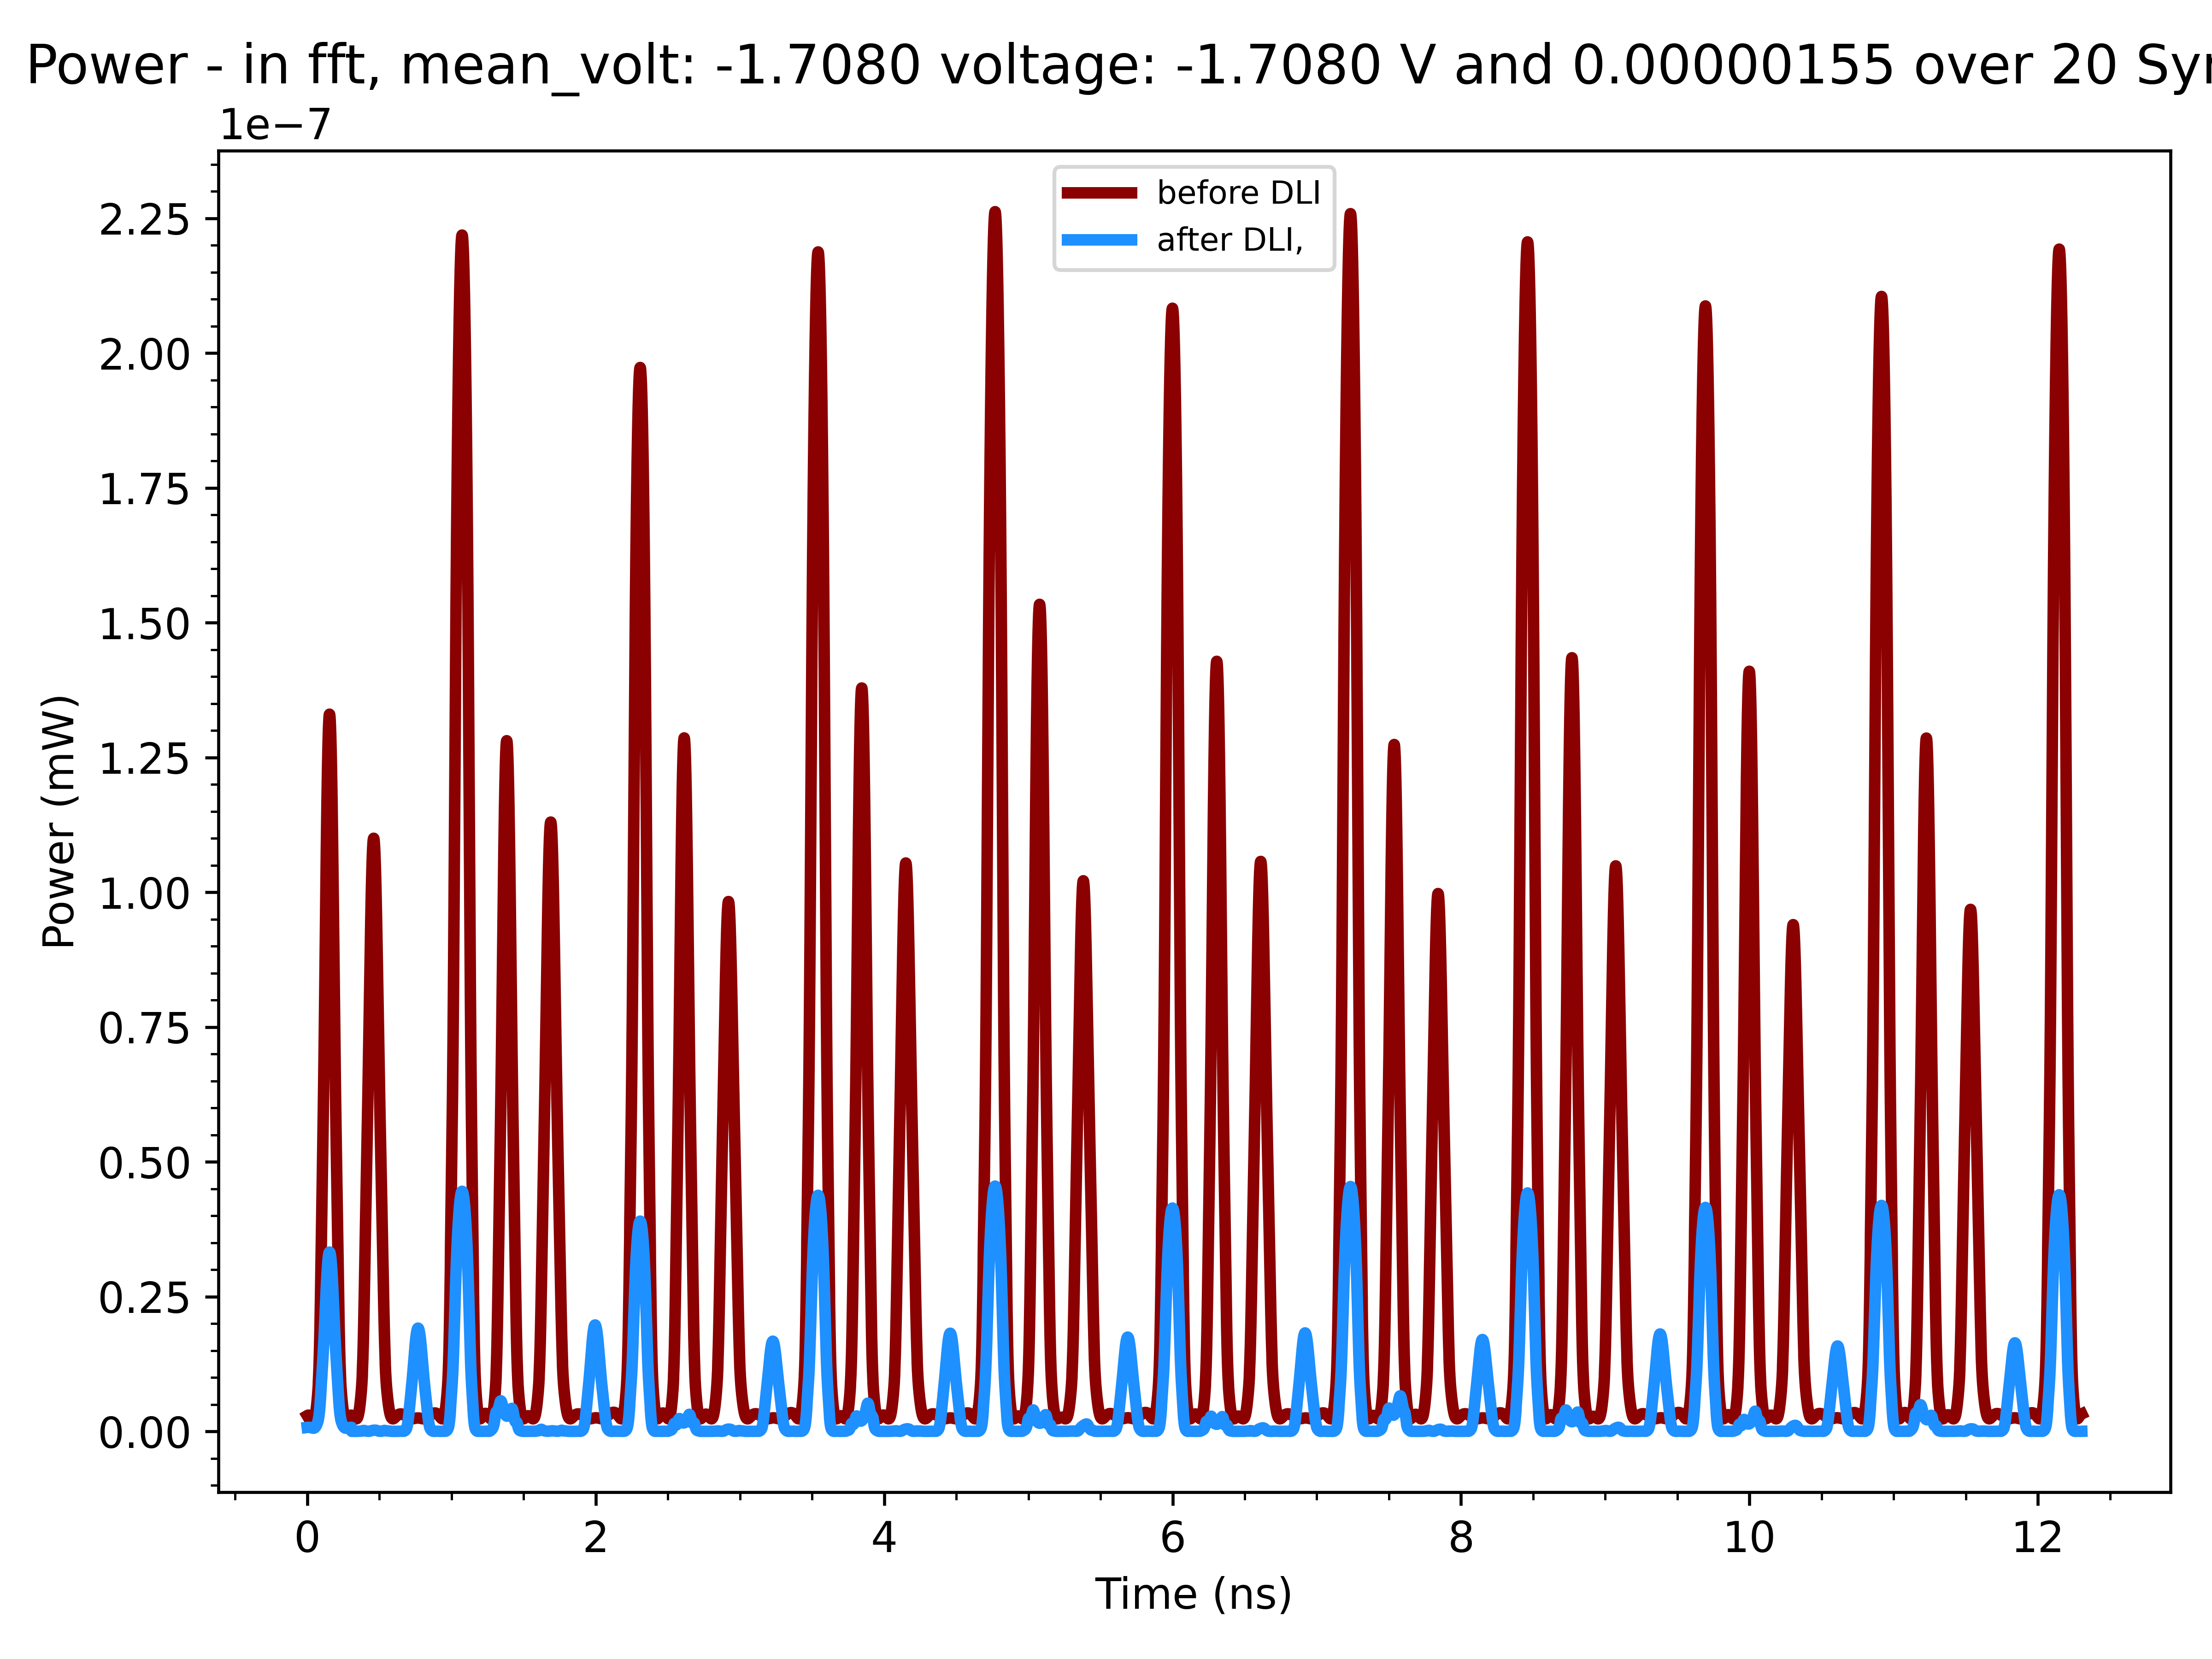 Power - in fft, mean_volt: -1.7080 voltage: -1.7080 V and 0.00000155 over 20
1e−7
before DLI
after DLI,
2.25
2.00
1.75
1.50
1.25
1.00
0.75
0.50
0.25
0.00
Power (mW)
0 2 4 6 8 10 12
Time (ns)